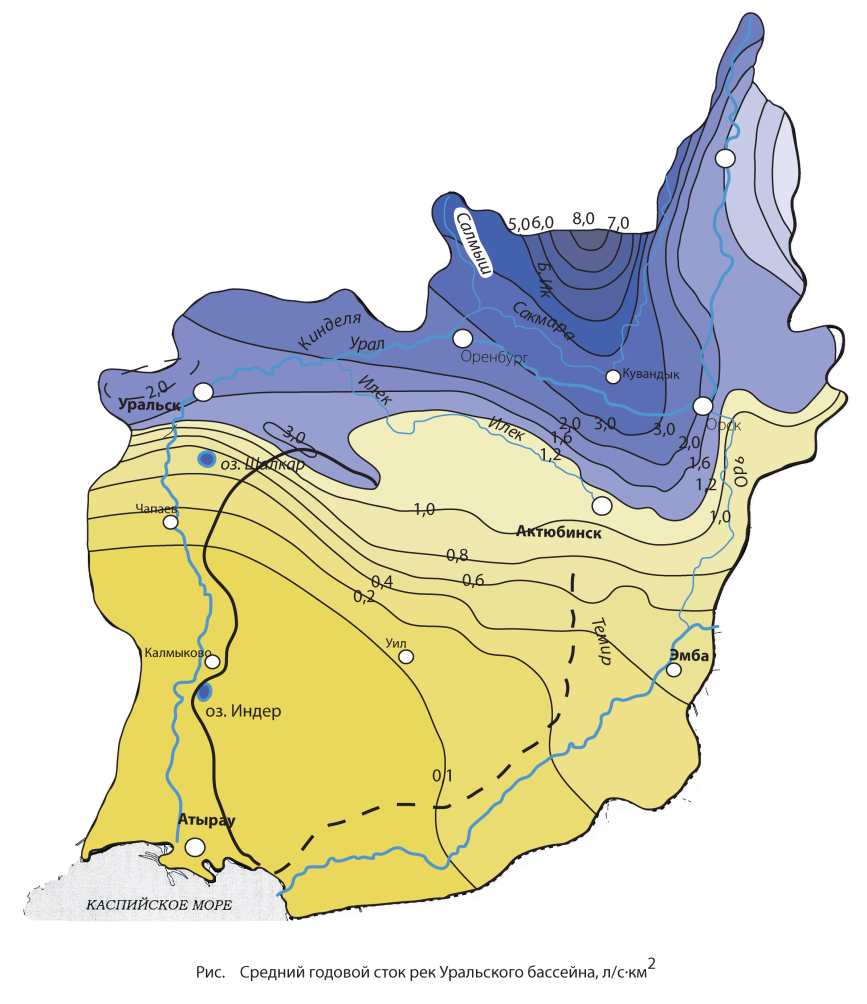 5,0
6,0
8,0
7,0
Салмыш
Б. Ик
Сакмара
Кинделя
Урал
Оренбург
Кувандык
2,0
Илек
Уральск
Орск
3,0
Илек
2,0
3,0
3,0
1,6
2,0
1,2
1,6
1,2
оз. Шалкар
Орь
Чапаев
1,0
1,0
Актюбинск
0,8
0,6
0,4
0,2
Темир
Уил
Калмыково
Эмба
оз. Индер
0,1
Атырау
КАСПИЙСКОЕ МОРЕ
Рис. Средний годовой сток рек Уральского бассейна, л/с·км²